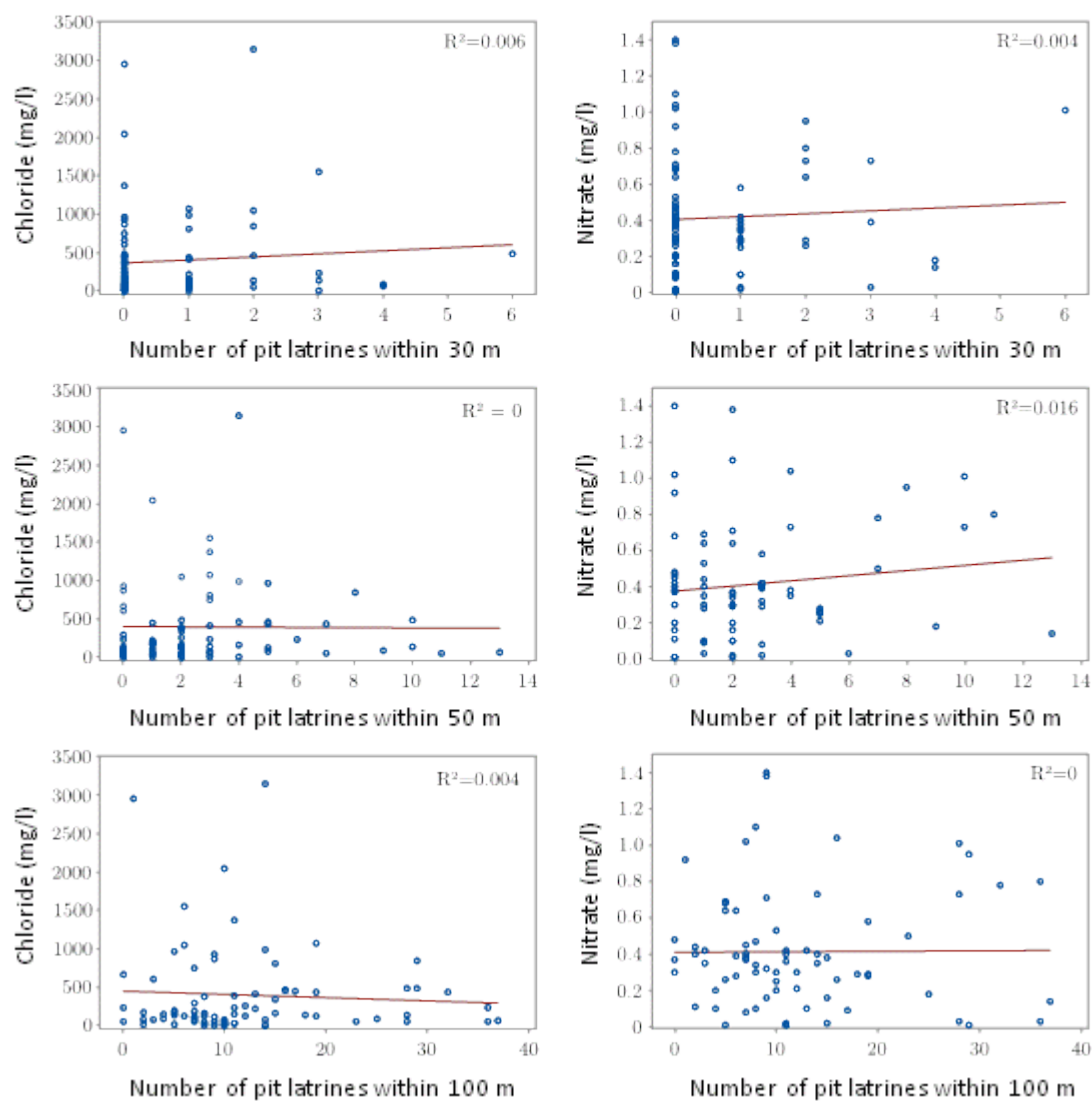 3500
3000
2500
2000
1500
1000
500
0
Chloride (mg/l)
R²=0.006
0 1 2 3 4 5 6
Number of pit latrines within 30 m
1.4
1.2
1.0
0.8
0.6
0.4
0.2
0
Nitrate (mg/l)
R²=0.004
0 1 2 3 4 5 6
Number of pit latrines within 30 m
3500
3000
2500
2000
1500
1000
500
0
Chloride (mg/l)
R² = 0
0 2 4 6 8 10 12 14
Number of pit latrines within 50 m
1.4
1.2
1.0
0.8
0.6
0.4
0.2
0.0
Nitrate (mg/l)
R²=0.016
0 2 4 6 8 10 12 14
Number of pit latrines within 50 m
3500
3000
2500
2000
1500
1000
500
0
Chloride (mg/l)
R²=0.004
0 10 20 30 40
Number of pit latrines within 100 m
1.4
1.2
1.0
0.8
0.6
0.4
0.2
0
Nitrate (mg/l)
R²=0
0 10 20 30 40
Number of pit latrines within 100 m